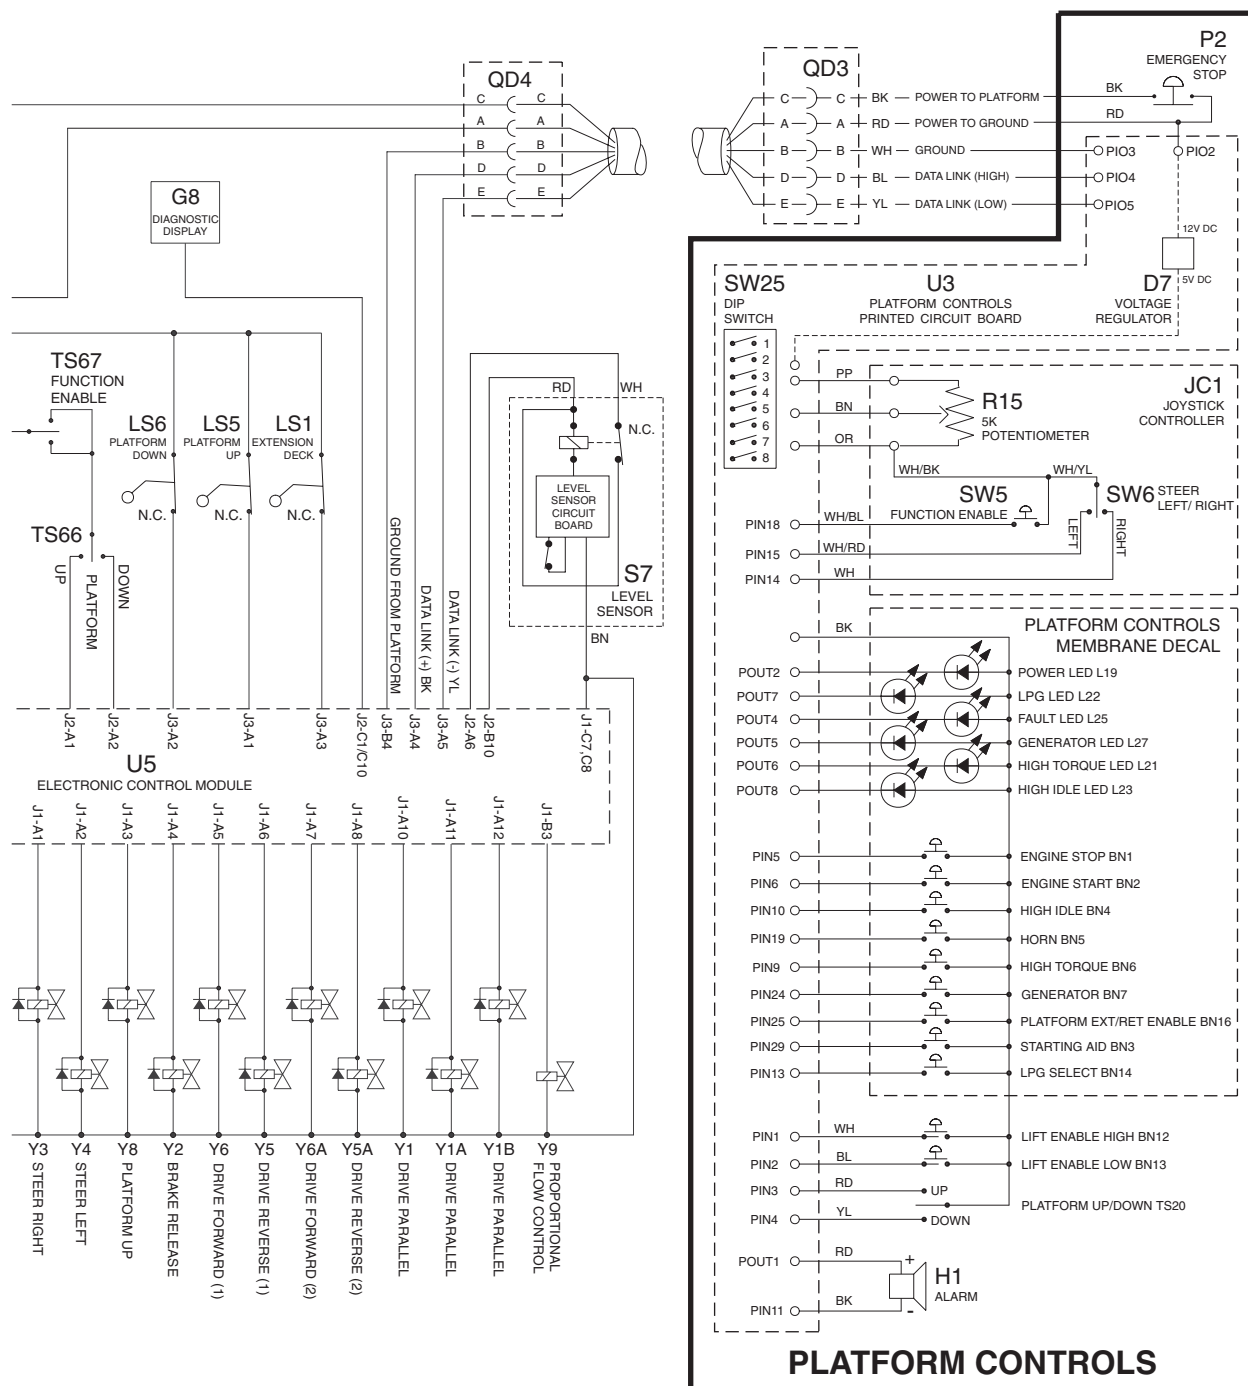 P2
EMERGENCY
STOP
QD4
QD3
C C
A A
B B
D D
E E
C C BK POWER TO PLATFORM BK
A A RD POWER TO GROUND RD
B B WH GROUND PIO3 PIO2
D D BL DATA LINK (HIGH) PIO4
E E YL DATA LINK (LOW) PIO5
G8
DIAGNOSTIC
DISPLAY
12V DC
5V DC
D7
VOLTAGE
REGULATOR
SW25
DIP
SWITCH
1
2
3
4
5
6
7
8
U3
PLATFORM CONTROLS
PRINTED CIRCUIT BOARD
TS67
FUNCTION
ENABLE
LS6
PLATFORM
DOWN
N.C.
LS5
PLATFORM
UP
N.C.
LS1
EXTENSION
DECK
N.C.
TS66
UP
PLATFORM
DOWN
RD WH
N.C.
LEVEL
SENSOR
CIRCUIT
BOARD
S7
LEVEL
SENSOR
BN
GROUND FROM PLATFORM
DATA LINK (+) BK
DATA LINK (-) YL
PP
BN
OR
R15
5K
POTENTIOMETER
JC1
JOYSTICK
CONTROLLER
WH/BK WH/YL
SW5
FUNCTION ENABLE
SW6 STEER
LEFT/ RIGHT
LEFT
RIGHT
PIN18 WH/BL
PIN15 WH/RD
PIN14 WH
BK
PLATFORM CONTROLS
MEMBRANE DECAL
POUT2 POWER LED L19
POUT7 LPG LED L22
POUT4 FAULT LED L25
POUT5 GENERATOR LED L27
POUT6 HIGH TORQUE LED L21
POUT8 HIGH IDLE LED L23
J2-A1
J2-A2
J3-A2
J3-A1
J3-A3
J2-C1/C10
J3-B4
J3-A4
J3-A5
J2-A6
J2-B10
J1-C7,C8
U5
ELECTRONIC CONTROL MODULE
J1-A1
J1-A2
J1-A3
J1-A4
J1-A5
J1-A6
J1-A7
J1-A8
J1-A10
J1-A11
J1-A12
J1-B3
PIN5 ENGINE STOP BN1
PIN6 ENGINE START BN2
PIN10 HIGH IDLE BN4
PIN19 HORN BN5
PIN9 HIGH TORQUE BN6
PIN24 GENERATOR BN7
PIN25 PLATFORM EXT/RET ENABLE BN16
PIN29 STARTING AID BN3
PIN13 LPG SELECT BN14
PIN1 WH LIFT ENABLE HIGH BN12
PIN2 BL LIFT ENABLE LOW BN13
PIN3 RD UP
PLATFORM UP/DOWN TS20
PIN4 YL DOWN
POUT1 RD +
H1
ALARM
PIN11 BK -
Y3 STEER RIGHT
Y4 STEER LEFT
Y8 PLATFORM UP
Y2 BRAKE RELEASE
Y6 DRIVE FORWARD (1)
Y5 DRIVE REVERSE (1)
Y6A DRIVE FORWARD (2)
Y5A DRIVE REVERSE (2)
Y1 DRIVE PARALLEL
Y1A DRIVE PARALLEL
Y1B DRIVE PARALLEL
Y9 PROPORTIONAL
FLOW CONTROL
PLATFORM CONTROLS